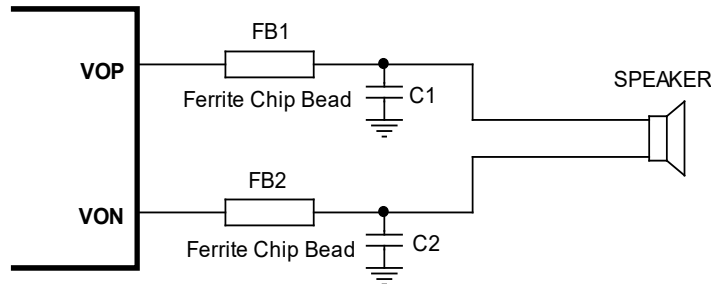 FB1
VOP
SPEAKER
Ferrite Chip Bead
C1
FB2
VON
Ferrite Chip Bead
C2